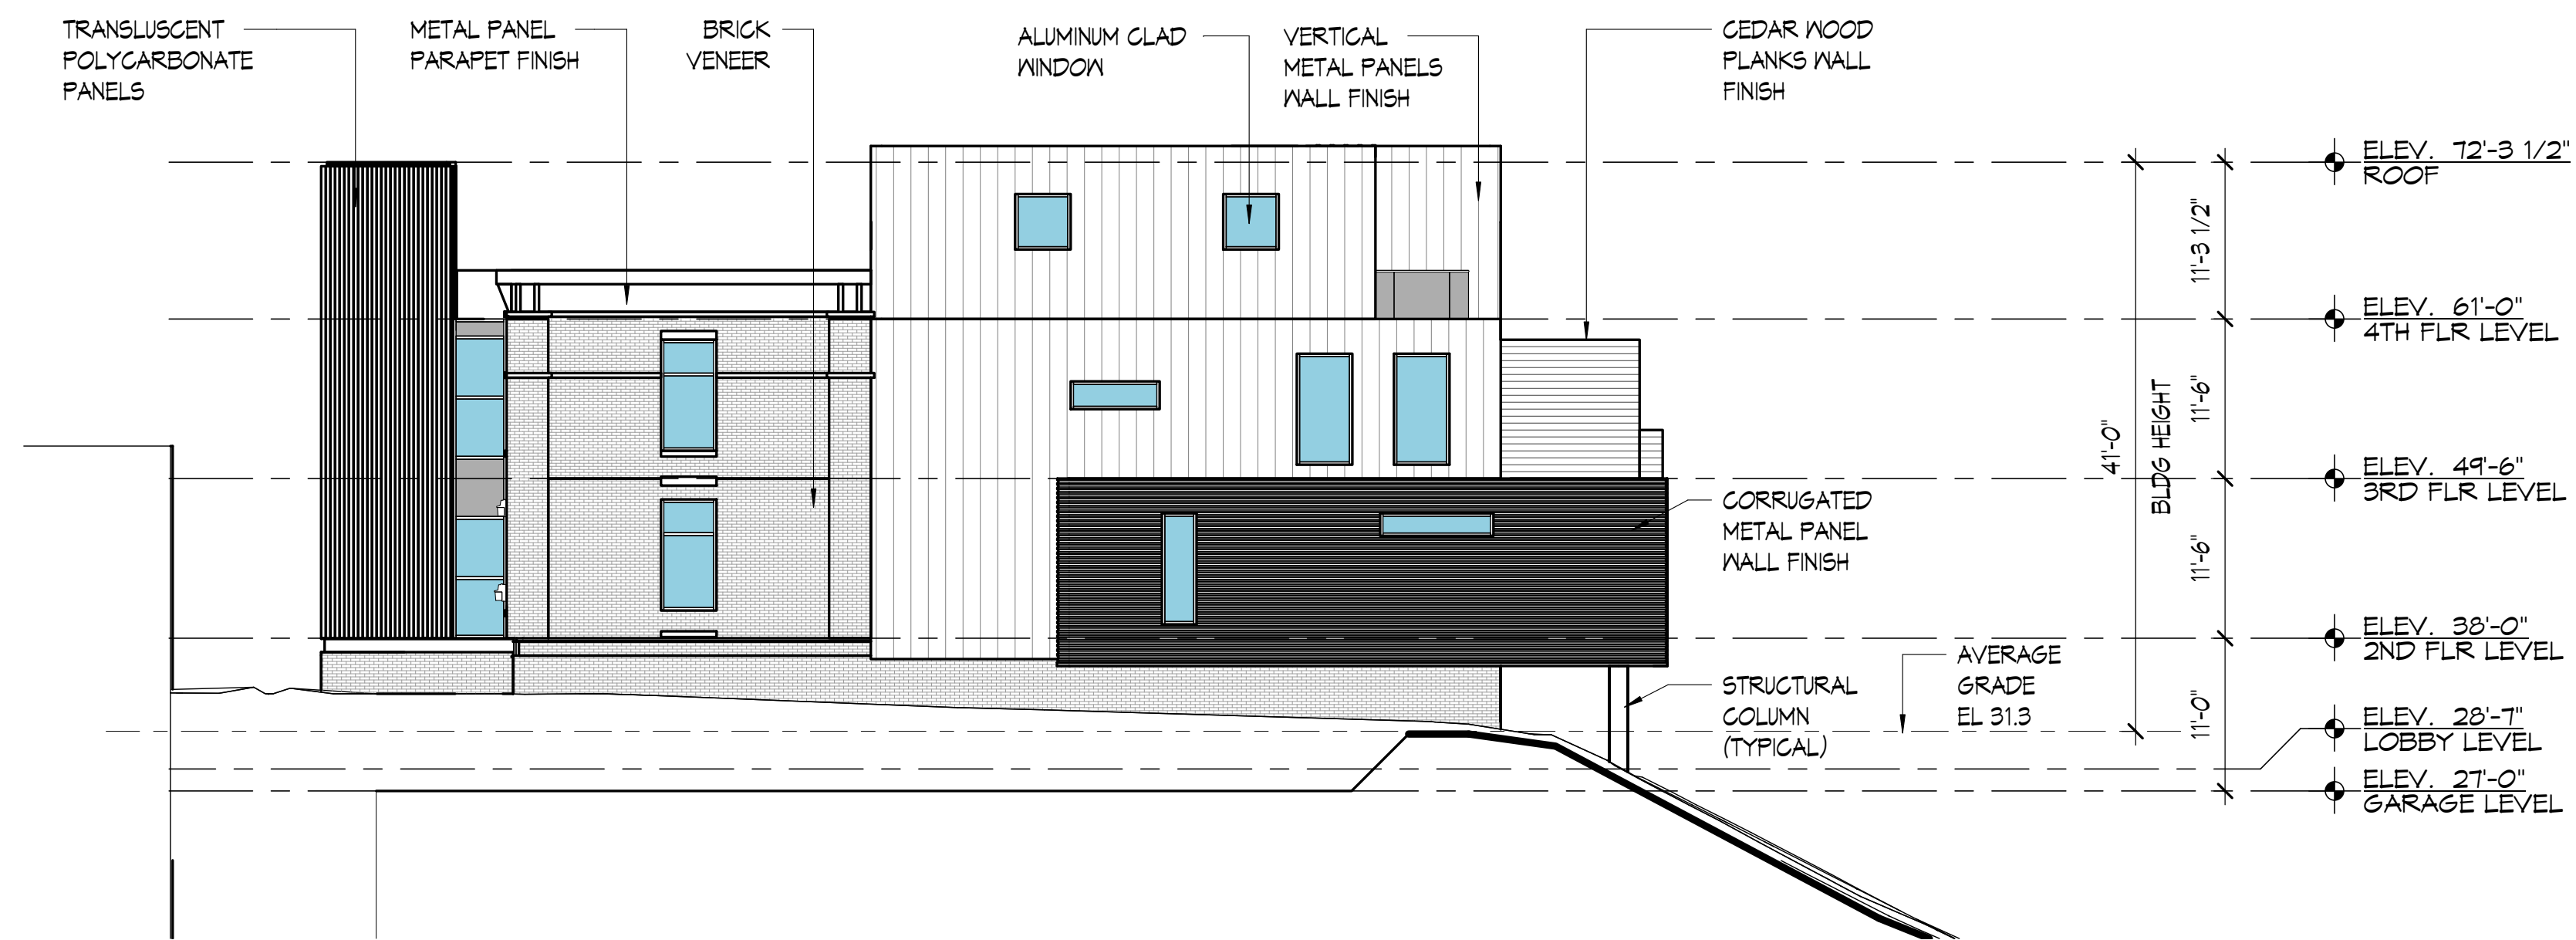 TRANSLUSCENT
POLYCARBONATE
PANELS
METAL PANEL
PARAPET FINISH
BRICK
VENEER
ALUMINUM CLAD
WINDOW
VERTICAL
METAL PANELS
WALL FINISH
CEDAR WOOD
PLANKS WALL
FINISH
ELEV. 72'-3 1/2"
ROOF
11'-3 1/2"
ELEV. 61'-0"
4TH FLR LEVEL
11'-6"
41'-0"
BLDG HEIGHT
ELEV. 49'-6"
3RD FLR LEVEL
CORRUGATED
METAL PANEL
WALL FINISH
11'-6"
ELEV. 38'-0"
2ND FLR LEVEL
AVERAGE
GRADE
EL 31.3
STRUCTURAL
COLUMN
(TYPICAL)
11'-0"
ELEV. 28'-7"
LOBBY LEVEL
ELEV. 27'-0"
GARAGE LEVEL